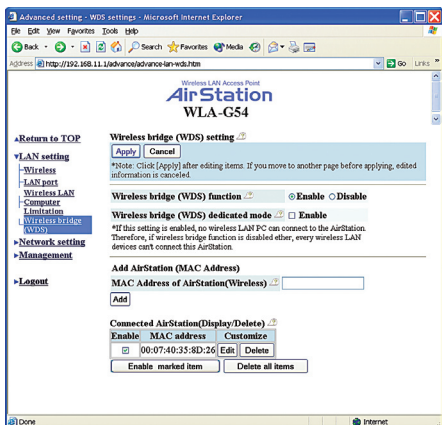 Advanced setting - WDS settings - Microsoft Internet Explorer
File Edit View Favorites Tools Help
Back Search Favorites Media
Address http://192.168.11.1/advance/advance-lan-wds.htm Go Links »
Wireless LAN Access Point
AirStation
WLA-G54
Return to TOP
LAN setting
Wireless
LAN port
Wireless LAN
Computer
Limitation
Wireless bridge
(WDS)
Network setting
Management
Logout
Wireless bridge (WDS) setting
Apply Cancel
*Note: Click [Apply] after editing items. If you move to another page before applying, edited
information is canceled.
Wireless bridge (WDS) function Enable Disable
Wireless bridge (WDS) dedicated mode Enable
*If this setting is enabled, no wireless LAN PC can connect to the AirStation.
Therefore, if wireless bridge function is disabled ether, every wireless LAN
devices can't connect this AirStation.
Add AirStation (MAC Address)
MAC Address of AirStation(Wireless)
Add
Connected AirStation(Display/Delete)
Enable MAC address Customize
00:07:40:35:8D:26 Edit Delete
Enable marked item Delete all items
Done Internet